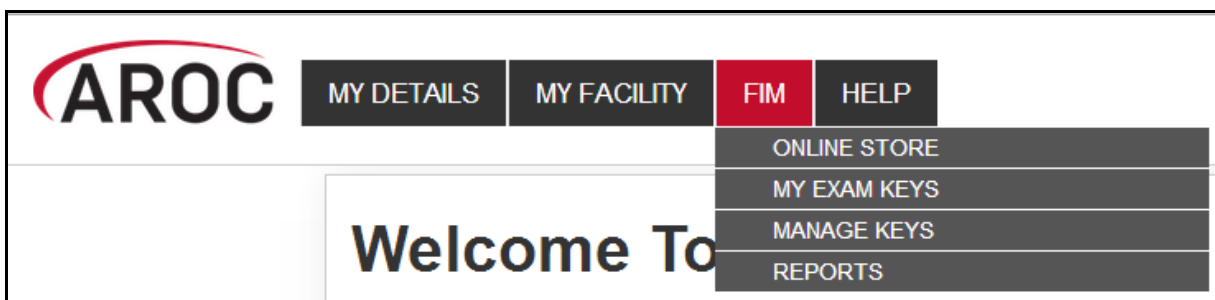 AROC
MY DETAILS MY FACILITY FIM HELP
ONLINE STORE
MY EXAM KEYS
MANAGE KEYS
REPORTS
Welcome To